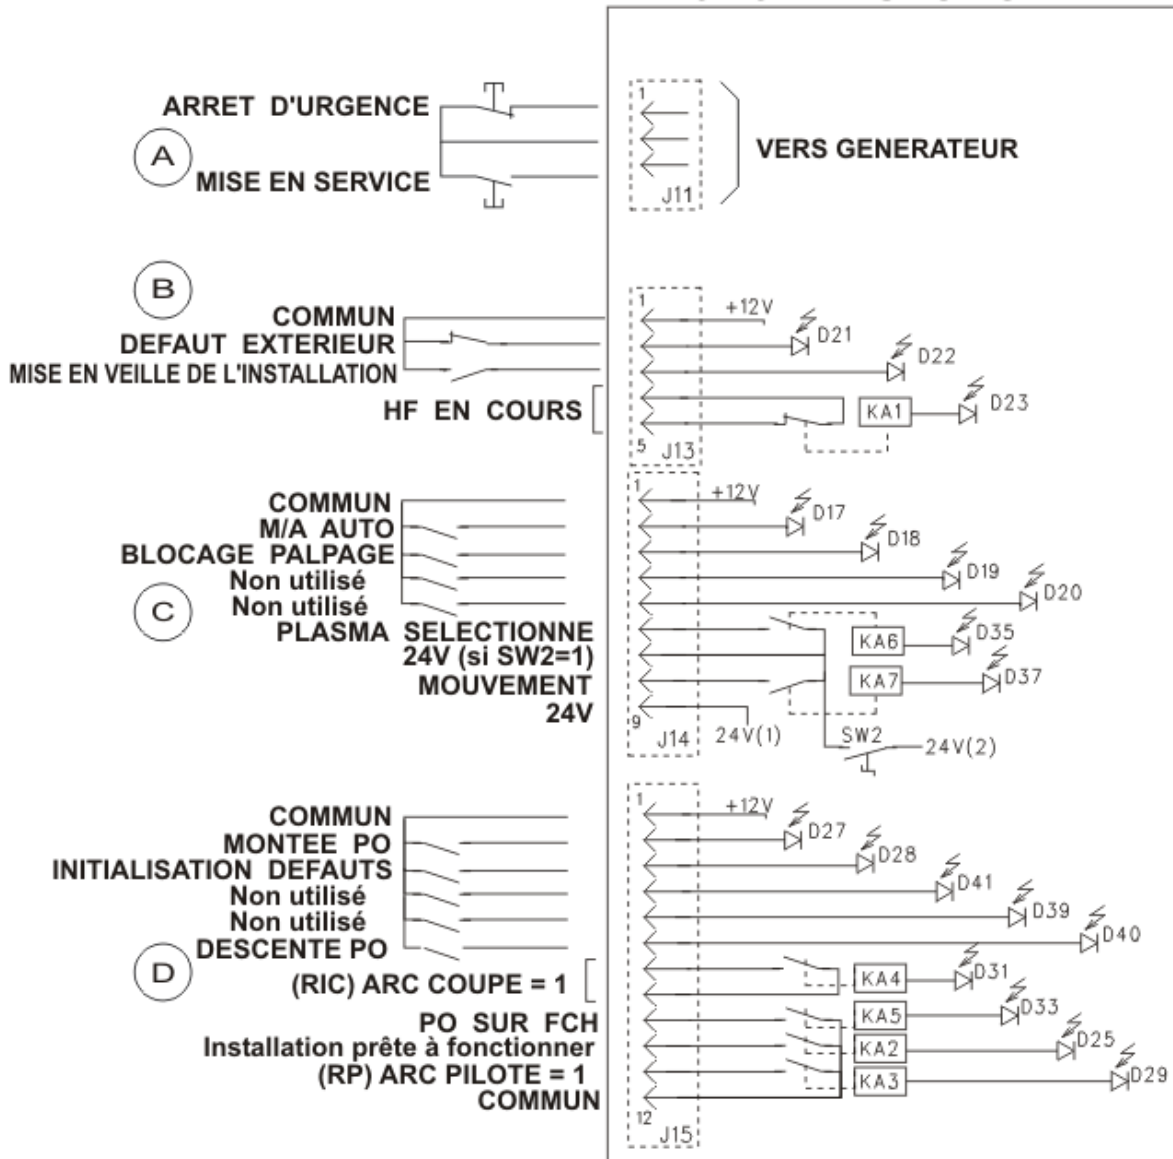 ARRET D'URGENCE
A
MISE EN SERVICE
1
J11
VERS GENERATEUR
B
COMMUN
DEFAUT EXTERIEUR
MISE EN VEILLE DE L'INSTALLATION
HF EN COURS
1
+12V
D21
D22
KA1
D23
5
J13
C
COMMUN
M/A AUTO
BLOCAGE PALPAGE
Non utilisé
Non utilisé
PLASMA SELECTIONNE
24V (si SW2=1)
MOUVEMENT
24V
1
+12V
D17
D18
D19
D20
KA6
D35
KA7
D37
9
J14
24V(1)
SW2
24V(2)
D
COMMUN
MONTEE PO
INITIALISATION DEFAUTS
Non utilisé
Non utilisé
DESCENTE PO
(RIC) ARC COUPE = 1
PO SUR FCH
Installation prête à fonctionner
(RP) ARC PILOTE = 1
COMMUN
1
+12V
D27
D28
D41
D39
D40
KA4
D31
KA5
D33
KA2
D25
KA3
D29
12
J15